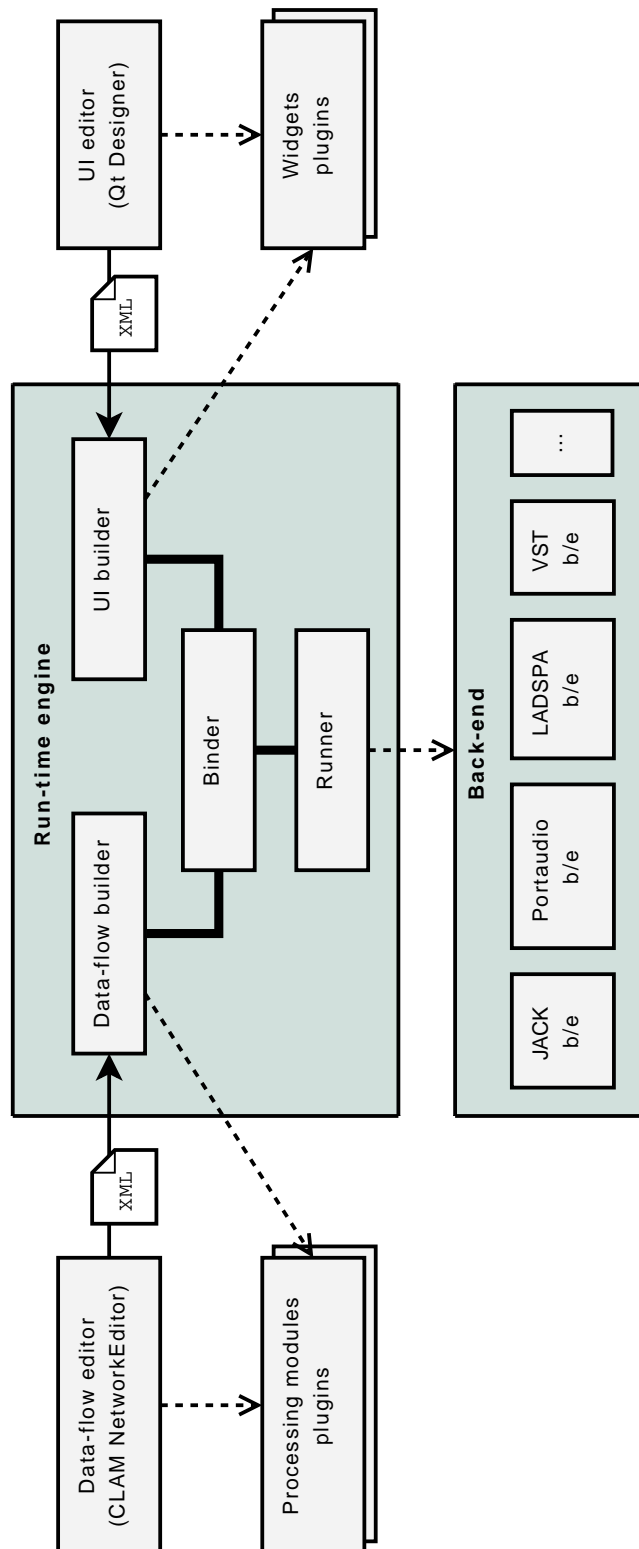 Data-flow editor
(CLAM NetworkEditor)
XML
Run-time engine
Data-flow builder
UI builder
XML
UI editor
(Qt Designer)
Binder
Processing modules
plugins
Runner
Widgets
plugins
Back-end
JACK
b/e
Portaudio
b/e
LADSPA
b/e
VST
b/e
...